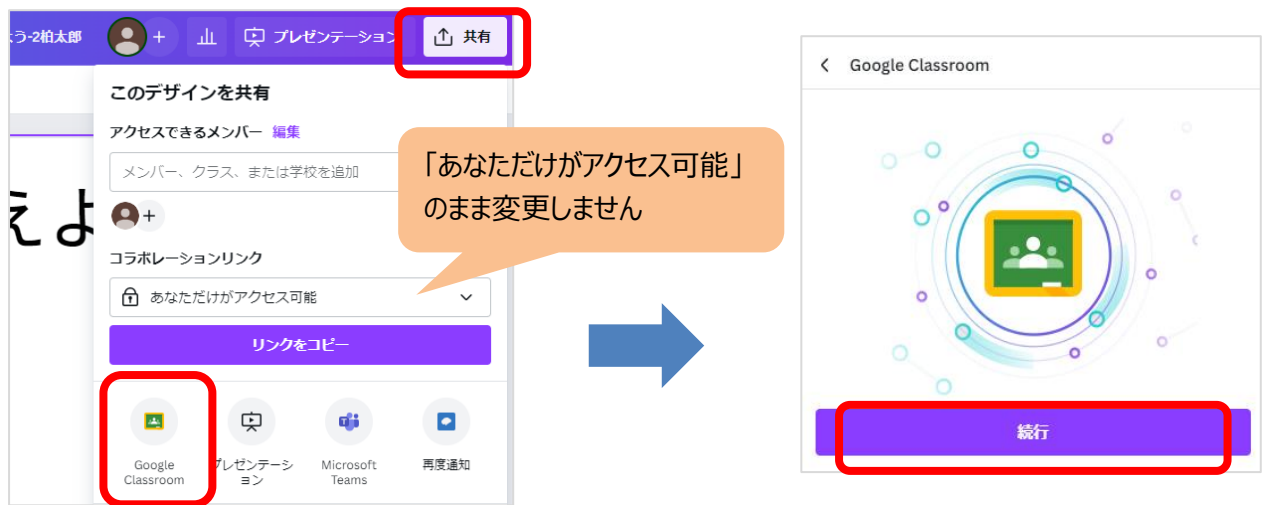 う-2柏太郎
+
プレゼンテーション
共有
このデザインを共有
アクセスできるメンバー 編集
メンバー、クラス、または学校を追加
+
えよ
コラボレーションリンク
あなただけがアクセス可能
リンクをコピー
Google
Classroom
プレゼンテーシ
ョン
Microsoft
Teams
再度通知
「あなただけがアクセス可能」
のまま変更しません
Google Classroom
続行